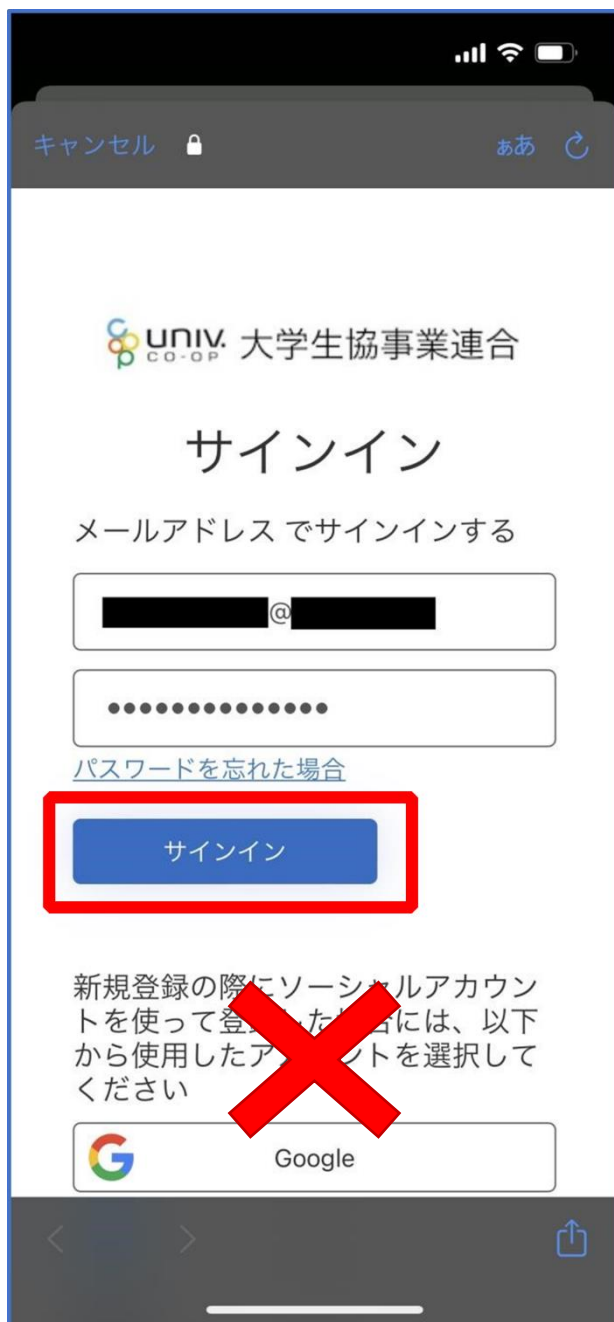 キャンセル ぁあ
univ. 大学生協事業連合
CO-OP
サインイン
メールアドレス でサインインする
@
••••••••••••••
パスワードを忘れた場合
サインイン
新規登録の際にソーシャルアカウン
トを使って登した合には、以下
から使用したアトを選択して
ください
Google